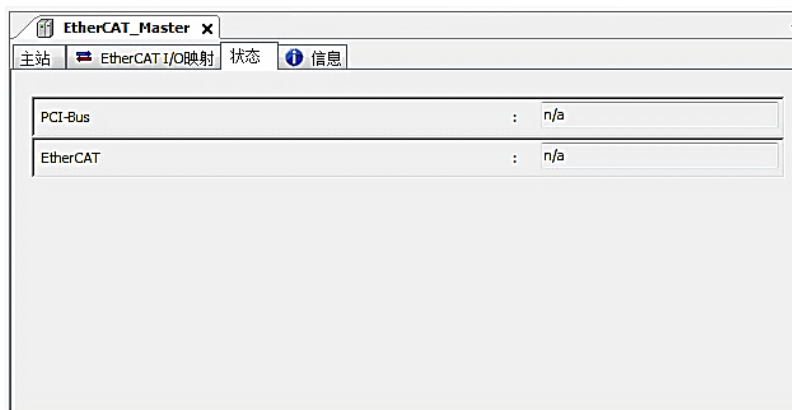 EtherCAT_Master x
主站 EtherCAT I/O映射 状态 信息
PCI-Bus : n/a
EtherCAT : n/a